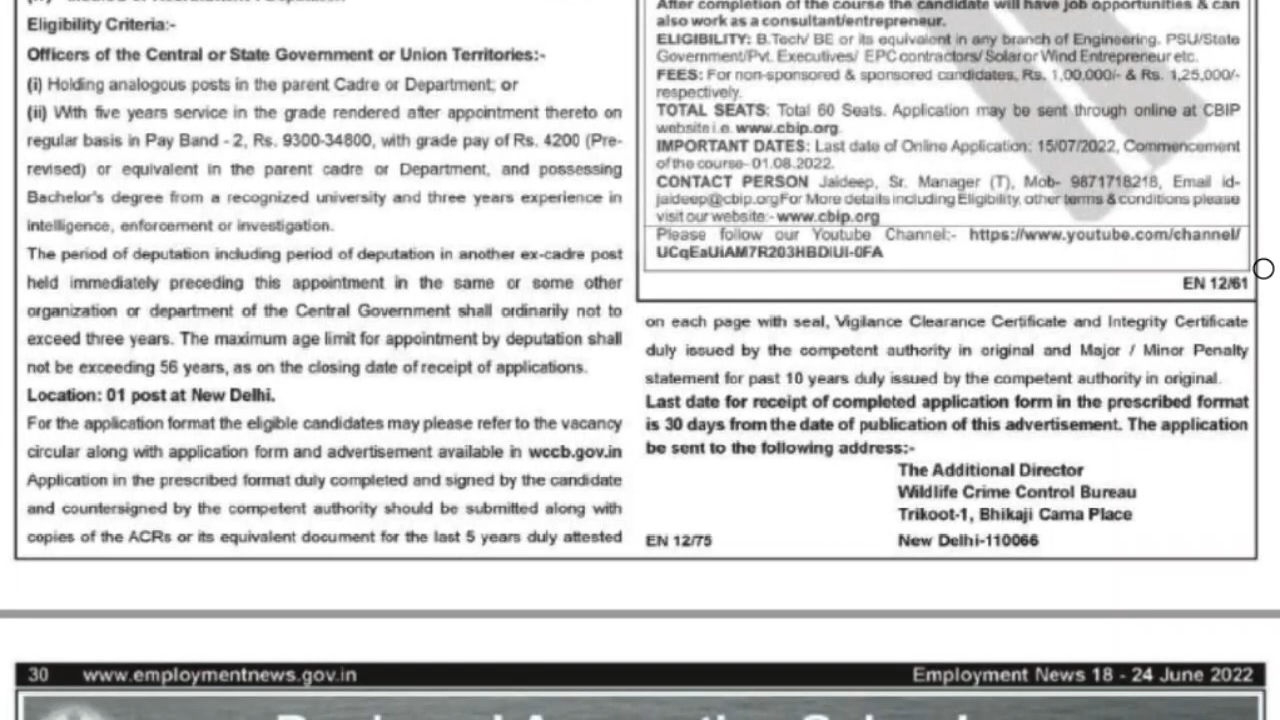 Eligibility Criteria:-
Officers of the Central or State Government or Union Territories:-
(i) Holding analogous posts in the parent Cadre or Department; or
(ii) With five years service in the grade rendered after appointment thereto on
regular basis in Pay Band - 2, Rs. 9300-34800, with grade pay of Rs. 4200 (Pre-
revised) or equivalent in the parent cadre or Department, and possessing
Bachelor's degree from a recognized university and three years experience in
intelligence, enforcement or investigation.
The period of deputation including period of deputation in another ex-cadre post
held immediately preceding this appointment in the same or some other
organization or department of the Central Government shall ordinarily not to
exceed three years. The maximum age limit for appointment by deputation shall
not be exceeding 56 years, as on the closing date of receipt of applications.
Location: 01 post at New Delhi.
For the application format the eligible candidates may please refer to the vacancy
circular along with application form and advertisement available in wccb.gov.in
Application in the prescribed format duly completed and signed by the candidate
and countersigned by the competent authority should be submitted along with
copies of the ACRs or its equivalent document for the last 5 years duly attested
After completion of the course the candidate will have job opportunities & can
also work as a consultant/entrepreneur.
ELIGIBILITY: B.Tech/ BE or its equivalent in any branch of Engineering. PSU/State
Government/Pvt. Executives/ EPC contractors/ Solar or Wind Entrepreneur etc.
FEES: For non-sponsored & sponsored candidates, Rs. 1,00,000/- & Rs. 1,25,000/-
respectively.
TOTAL SEATS: Total 60 Seats. Application may be sent through online at CBIP
website i.e. www.cbip.org.
IMPORTANT DATES: Last date of Online Application: 15/07/2022, Commencement
of the course- 01.08.2022.
CONTACT PERSON Jaideep, Sr. Manager (T), Mob- 9871718218, Email id-
jaideep@cbip.orgFor More details including Eligibility, other terms & conditions please
visit our website:- www.cbip.org
Please follow our Youtube Channel:- https://www.youtube.com/channel/
UCqEaUiAM7R203HBDIUI-0FA
EN 12/61
on each page with seal, Vigilance Clearance Certificate and Integrity Certificate
duly issued by the competent authority in original and Major / Minor Penalty
statement for past 10 years duly issued by the competent authority in original.
Last date for receipt of completed application form in the prescribed format
is 30 days from the date of publication of this advertisement. The application
be sent to the following address:-
The Additional Director
Wildlife Crime Control Bureau
Trikoot-1, Bhikaji Cama Place
EN 12/75 New Delhi-110066
30 www.employmentnews.gov.in Employment News 18 - 24 June 2022